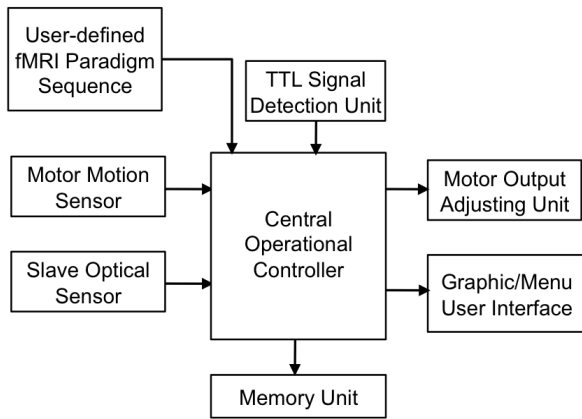 User-defined
fMRI Paradigm
Sequence
TTL Signal
Detection Unit
Motor Motion
Sensor
Central
Operational
Controller
Motor Output
Adjusting Unit
Slave Optical
Sensor
Graphic/Menu
User Interface
Memory Unit